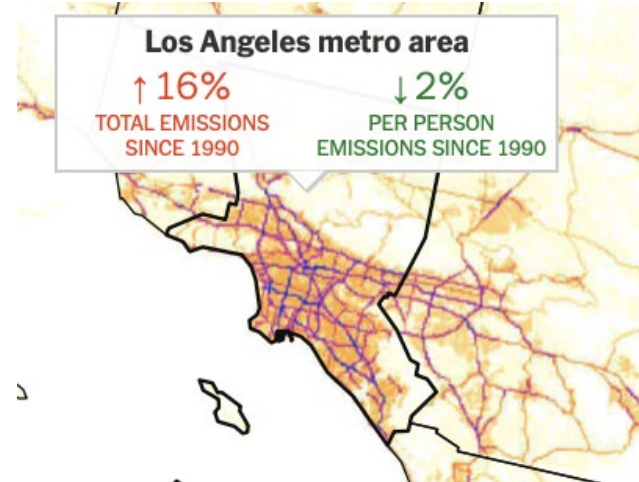 Los Angeles metro area
↑ 16% ↓ 2%
TOTAL EMISSIONS PER PERSON
SINCE 1990 EMISSIONS SINCE 1990